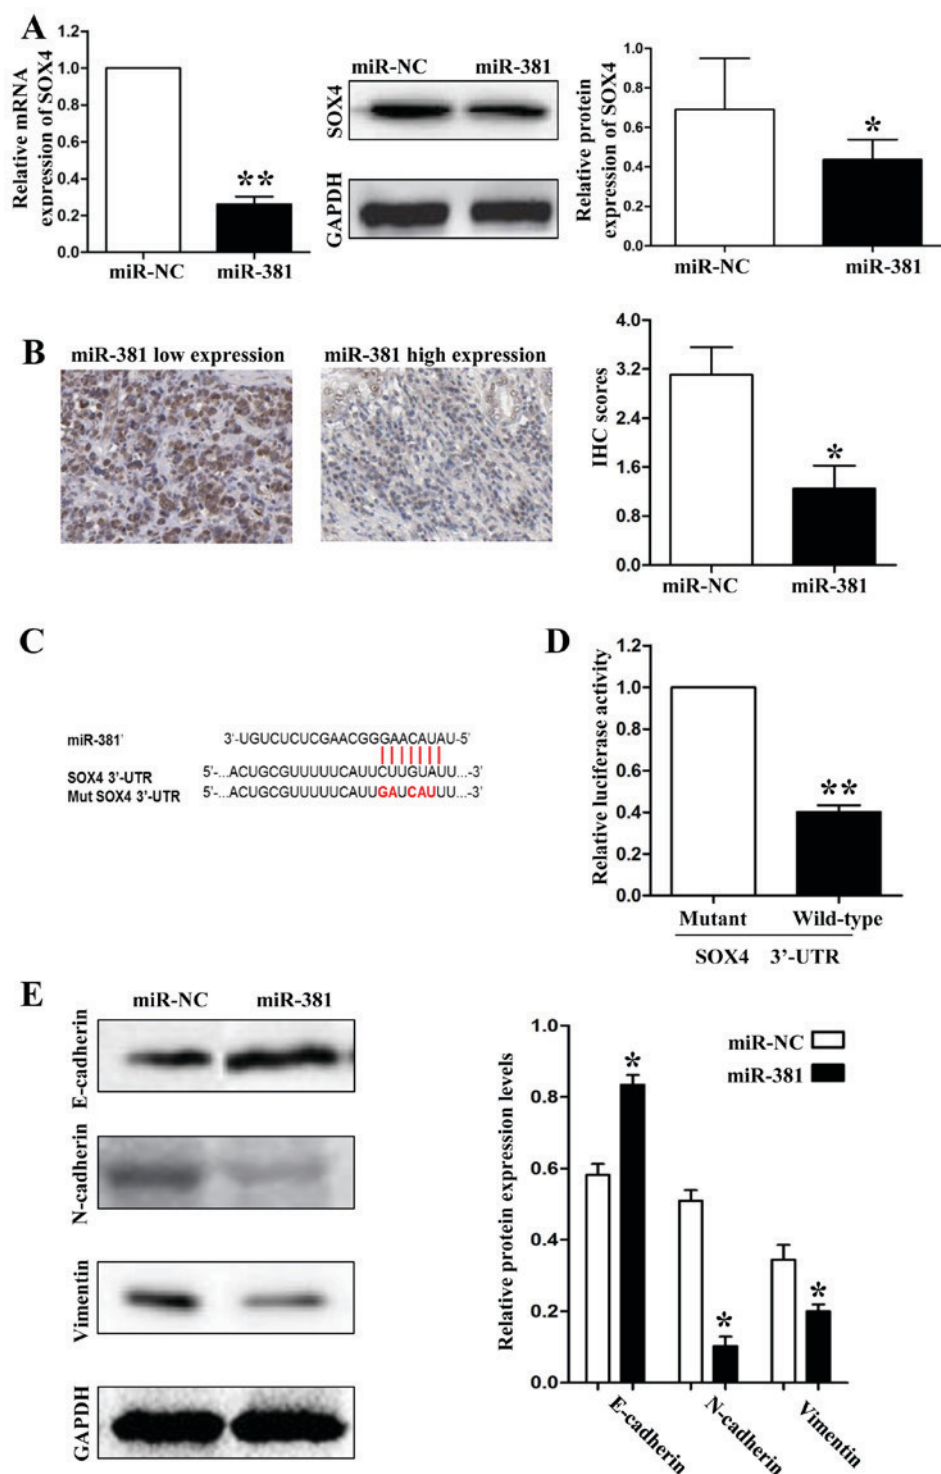 A
Relative mRNA
expression of SOX4
1.2
1.0
0.8
0.6
0.4
0.2
0.0
**
miR-NC
miR-381
miR-NC
miR-381
SOX4
GAPDH
Relative protein
expression of SOX4
1.0
0.8
0.6
0.4
0.2
0.0
*
miR-NC
miR-381
B
miR-381 low expression
miR-381 high expression
IHC scores
4.0
3.2
2.4
1.6
0.8
0.0
*
miR-NC
miR-381
C
miR-381' 3'-UGUCUCUCGAACGGGAACAUAU-5'
SOX4 3'-UTR 5'-...ACUGCGUUUUUCAUUCUUGUAUU...-3'
Mut SOX4 3'-UTR 5'-...ACUGCGUUUUUCAUUGAUCAUUU...-3'
D
Relative luciferase activity
1.2
1.0
0.8
0.6
0.4
0.2
0.0
**
Mutant
Wild-type
SOX4 3'-UTR
E
miR-NC
miR-381
E-cadherin
N-cadherin
Vimentin
GAPDH
Relative protein expression levels
1.0
0.8
0.6
0.4
0.2
0.0
miR-NC
miR-381
*
*
*
E-cadherin
N-cadherin
Vimentin